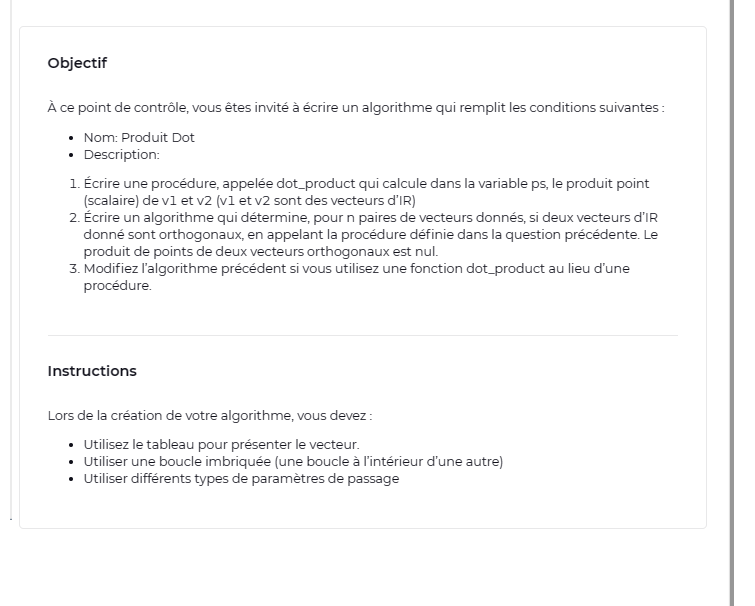 Objectif
À ce point de contrôle, vous êtes invité à écrire un algorithme qui remplit les conditions suivantes :
• Nom: Produit Dot
• Description:
1. Écrire une procédure, appelée dot_product qui calcule dans la variable ps, le produit point
(scalaire) de v1 et v2 (v1 et v2 sont des vecteurs d'IR)
2. Écrire un algorithme qui détermine, pour n paires de vecteurs donnés, si deux vecteurs d'IR
donné sont orthogonaux, en appelant la procédure définie dans la question précédente. Le
produit de points de deux vecteurs orthogonaux est nul.
3. Modifiez l'algorithme précédent si vous utilisez une fonction dot_product au lieu d'une
procédure.
Instructions
Lors de la création de votre algorithme, vous devez :
• Utilisez le tableau pour présenter le vecteur.
• Utiliser une boucle imbriquée (une boucle à l'intérieur d'une autre)
• Utiliser différents types de paramètres de passage